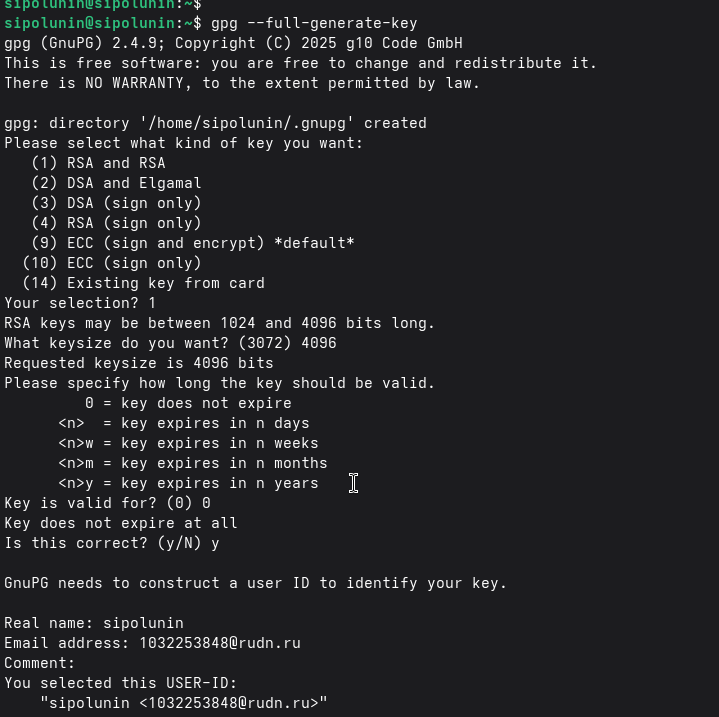 sipolunin@sipolunin:~$
sipolunin@sipolunin:~$ gpg --full-generate-key
gpg (GnuPG) 2.4.9; Copyright (C) 2025 g10 Code GmbH
This is free software: you are free to change and redistribute it.
There is NO WARRANTY, to the extent permitted by law.

gpg: directory '/home/sipolunin/.gnupg' created
Please select what kind of key you want:
   (1) RSA and RSA
   (2) DSA and Elgamal
   (3) DSA (sign only)
   (4) RSA (sign only)
   (9) ECC (sign and encrypt) *default*
  (10) ECC (sign only)
  (14) Existing key from card
Your selection? 1
RSA keys may be between 1024 and 4096 bits long.
What keysize do you want? (3072) 4096
Requested keysize is 4096 bits
Please specify how long the key should be valid.
         0 = key does not expire
      <n>  = key expires in n days
      <n>w = key expires in n weeks
      <n>m = key expires in n months
      <n>y = key expires in n years
Key is valid for? (0) 0
Key does not expire at all
Is this correct? (y/N) y

GnuPG needs to construct a user ID to identify your key.

Real name: sipolunin
Email address: 1032253848@rudn.ru
Comment:
You selected this USER-ID:
    "sipolunin <1032253848@rudn.ru>"